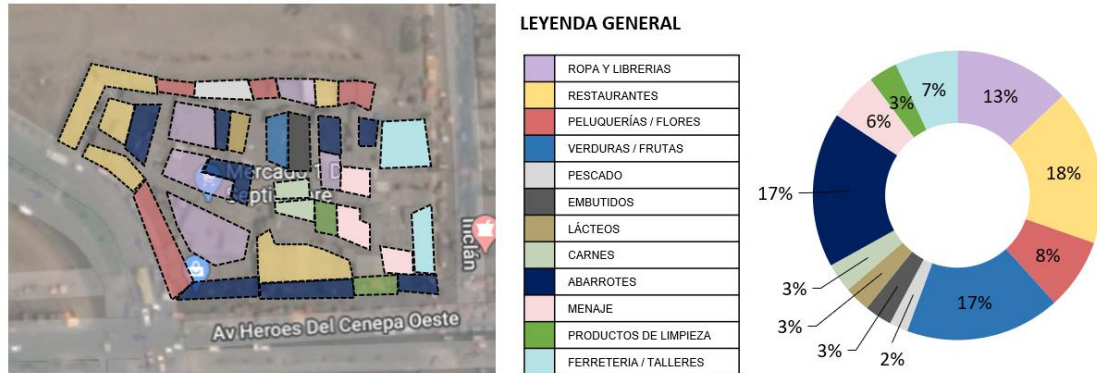 LEYENDA GENERAL
ROPA Y LIBRERIAS
RESTAURANTES
PELUQUERÍAS / FLORES
VERDURAS / FRUTAS
PESCADO
EMBUTIDOS
LÁCTEOS
CARNES
ABARROTES
MENAJE
PRODUCTOS DE LIMPIEZA
FERRETERIA / TALLERES
Mercado 1 D
Septiembre
Inclán
Av Heroes Del Cenepa Oeste
13%
18%
8%
17%
2%
3%
3%
3%
17%
6%
3%
7%